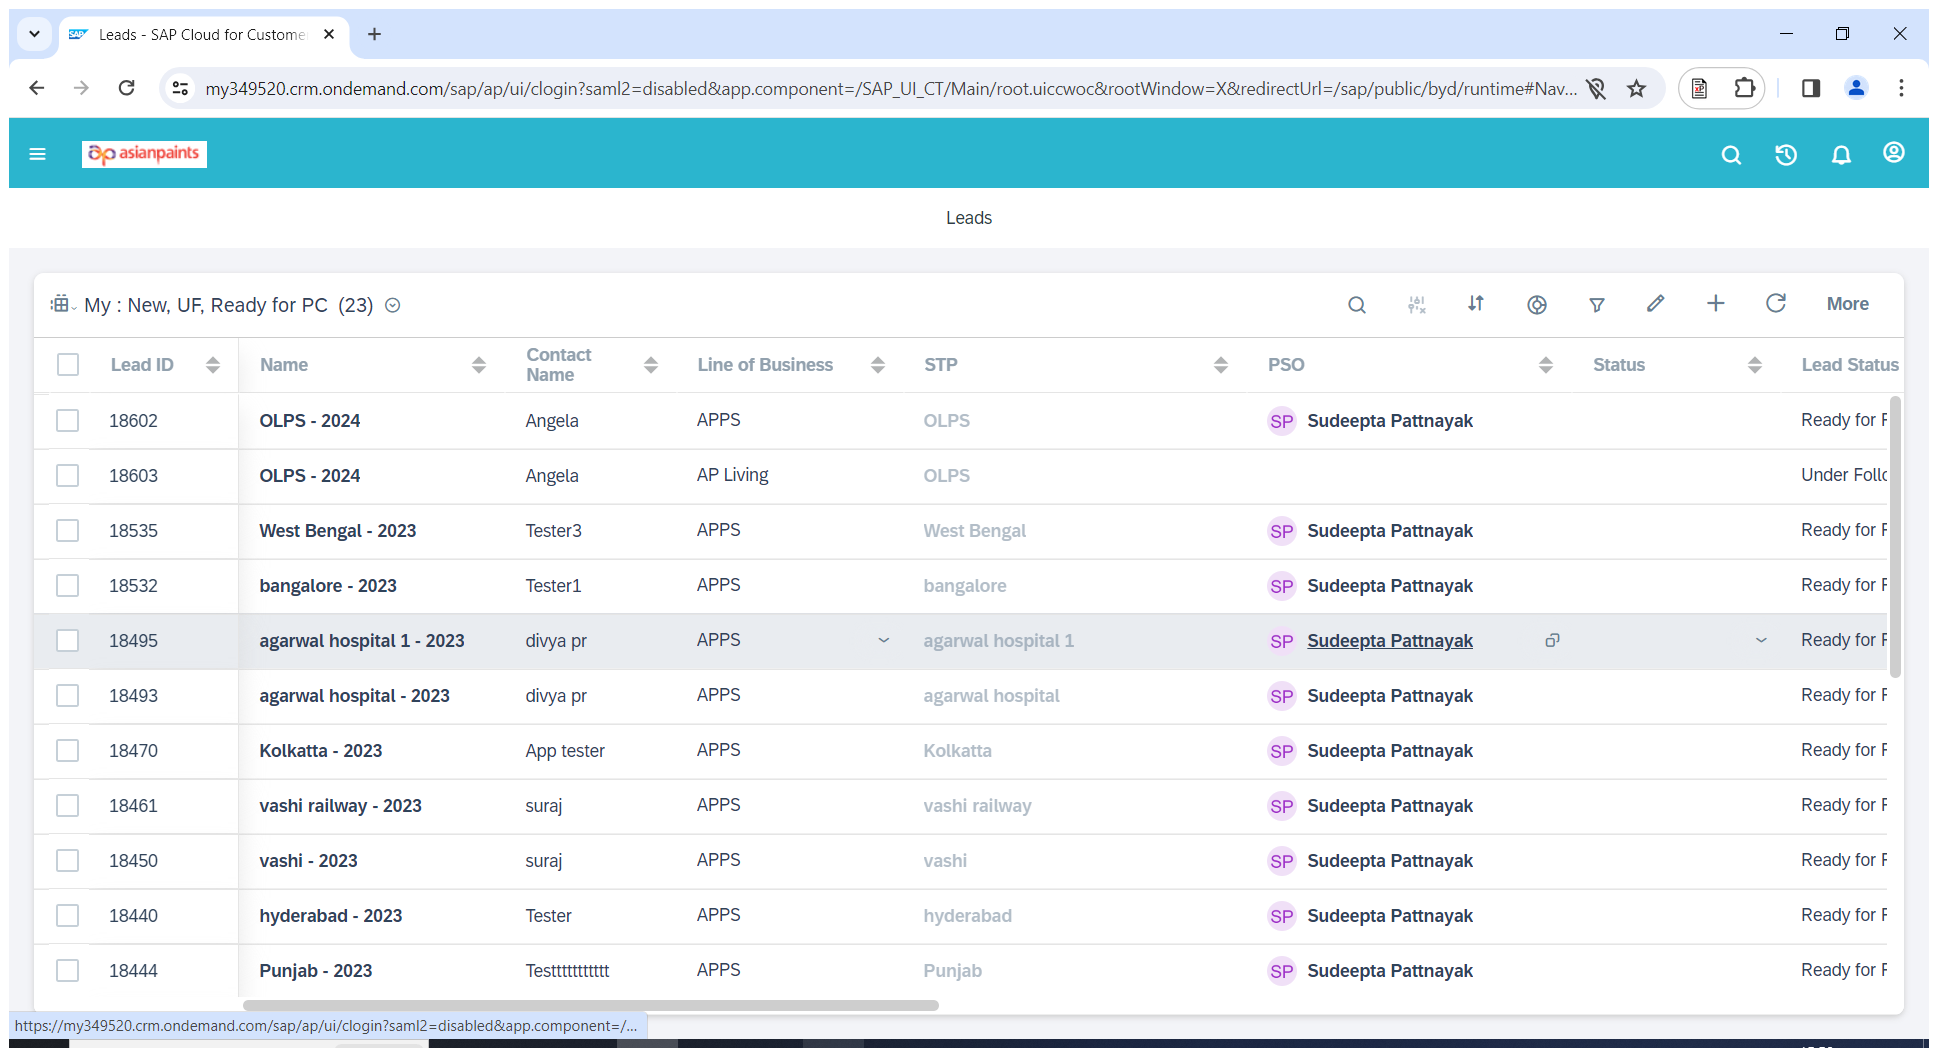 Leads - SAP Cloud for Custome
my349520.crm.ondemand.com/sap/ap/ui/clogin?saml2=disabled&app.component=/SAP_UI_CT/Main/root.uiccwoc&rootWindow=X&redirectUrl=/sap/public/byd/runtime#Nav...
ap asianpaints
Leads
My : New, UF, Ready for PC (23) More
Lead ID Name Contact Name Line of Business STP PSO Status Lead Status
18602 OLPS - 2024 Angela APPS OLPS SP Sudeepta Pattnayak Ready for
18603 OLPS - 2024 Angela AP Living OLPS Under Follo
18535 West Bengal - 2023 Tester3 APPS West Bengal SP Sudeepta Pattnayak Ready for
18532 bangalore - 2023 Tester1 APPS bangalore SP Sudeepta Pattnayak Ready for
18495 agarwal hospital 1 - 2023 divya pr APPS agarwal hospital 1 SP Sudeepta Pattnayak Ready for
18493 agarwal hospital - 2023 divya pr APPS agarwal hospital SP Sudeepta Pattnayak Ready for
18470 Kolkatta - 2023 App tester APPS Kolkatta SP Sudeepta Pattnayak Ready for
18461 vashi railway - 2023 suraj APPS vashi railway SP Sudeepta Pattnayak Ready for
18450 vashi - 2023 suraj APPS vashi SP Sudeepta Pattnayak Ready for
18440 hyderabad - 2023 Tester APPS hyderabad SP Sudeepta Pattnayak Ready for
18444 Punjab - 2023 Testttttttttttt APPS Punjab SP Sudeepta Pattnayak Ready for
https://my349520.crm.ondemand.com/sap/ap/ui/clogin?saml2=disabled&app.component=/...